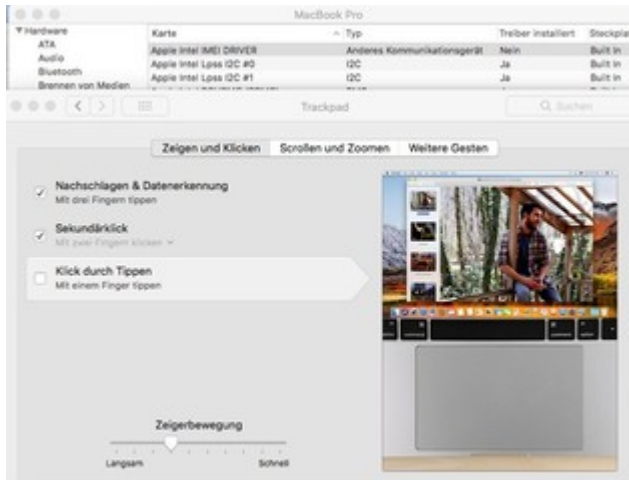 MacBook Pro
Hardware
ATA
Audio
Bluetooth
Brennen von Medien
Karte Typ Treiber installiert
Apple Intel IMEI DRIVER Anderes Kommunikationsgerät Nein Built In
Apple Intel Lpss I2C #0 I2C Ja Built In
Apple Intel Lpss I2C #1 I2C Ja Built In
Trackpad
Suchen
Zeigen und Klicken Scrollen und Zoomen Weitere Gesten
Nachschlagen & Datenerkennung
Mit drei Fingern tippen
Sekundärklick
Mit zwei Fingern klicken
Klick durch Tippen
Mit einem Finger tippen
Zeigerbewegung
Langsam Schnell